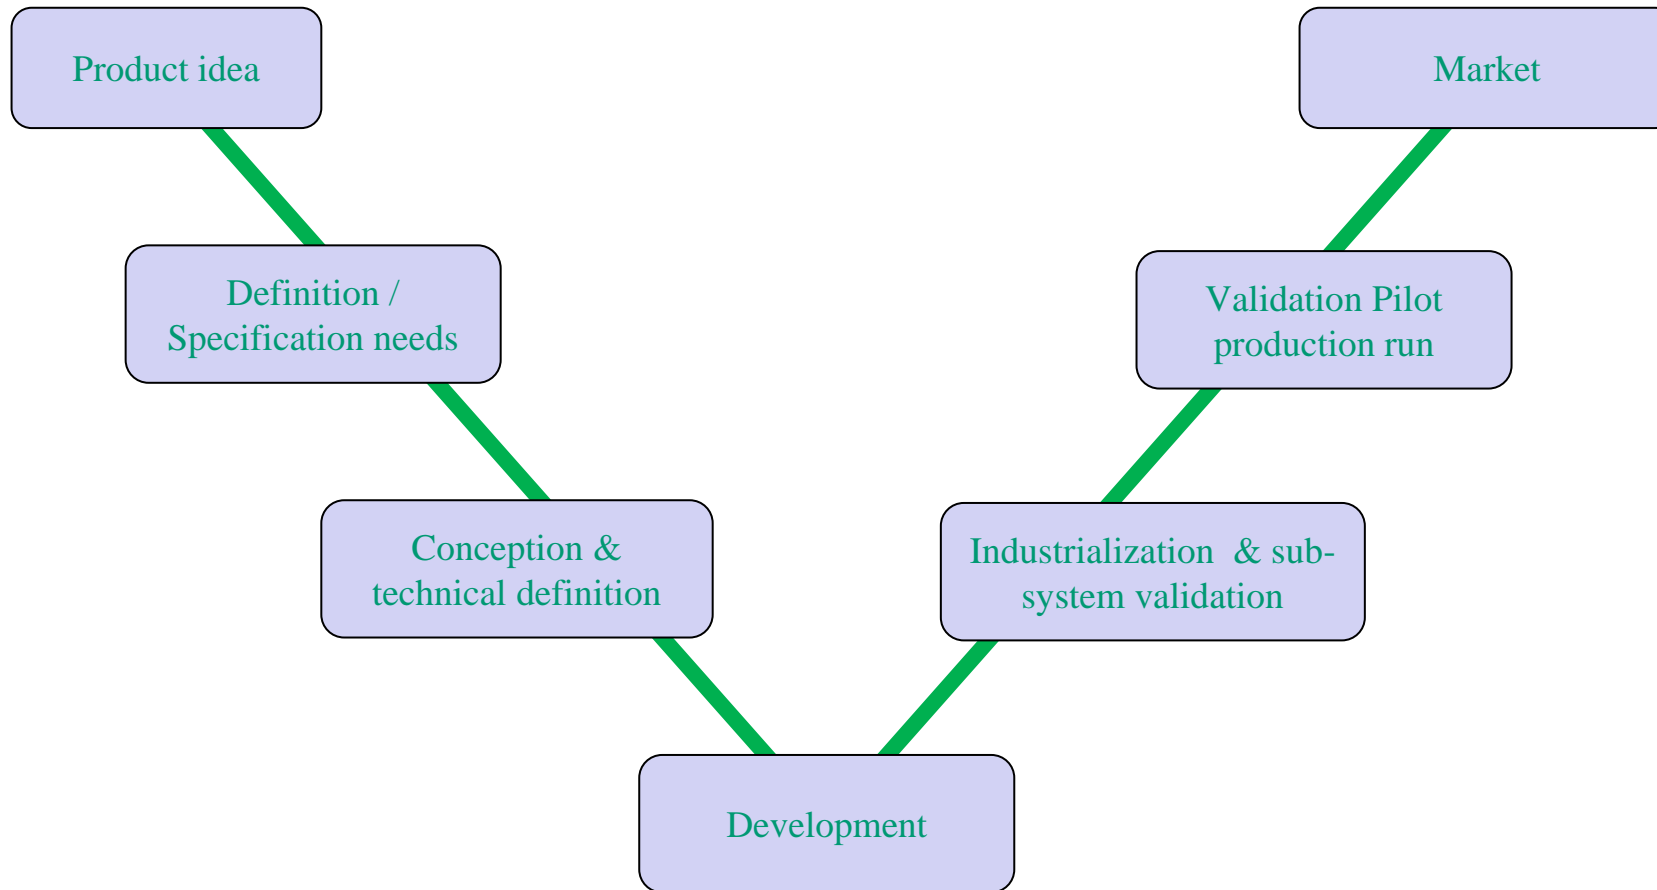 Product idea
Market
Definition /
Specification needs
Validation Pilot
production run
Conception &
technical definition
Industrialization  & sub-
system validation
Development